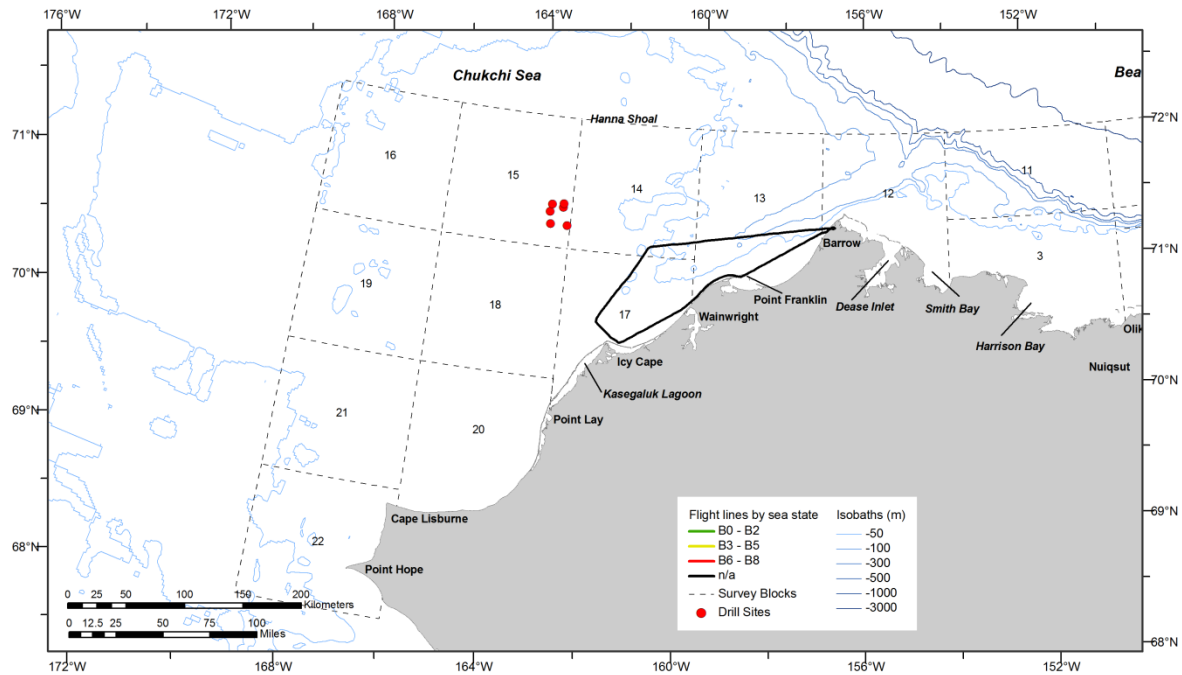 176°W 168°W 164°W 160°W 156°W 152°W
Chukchi Sea
Bea
72°N
71°N
Hanna Shoal
16
15
14
13
12
11
71°N
Barrow
3
70°N
19
18
17
Point Franklin
Dease Inlet
Smith Bay
Wainwright
Harrison Bay
Olik
Icy Cape
Nuiqsut
Kasegaluk Lagoon
70°N
69°N
21
20
Point Lay
Cape Lisburne
69°N
68°N
22
Point Hope
Flight lines by sea state
B0 - B2
B3 - B5
B6 - B8
n/a
Survey Blocks
Drill Sites
Isobaths (m)
-50
-100
-300
-500
-1000
-3000
0 25 50 100 150 200
Kilometers
0 12.5 25 50 75 100
Miles
68°N
172°W 168°W 164°W 160°W 156°W 152°W